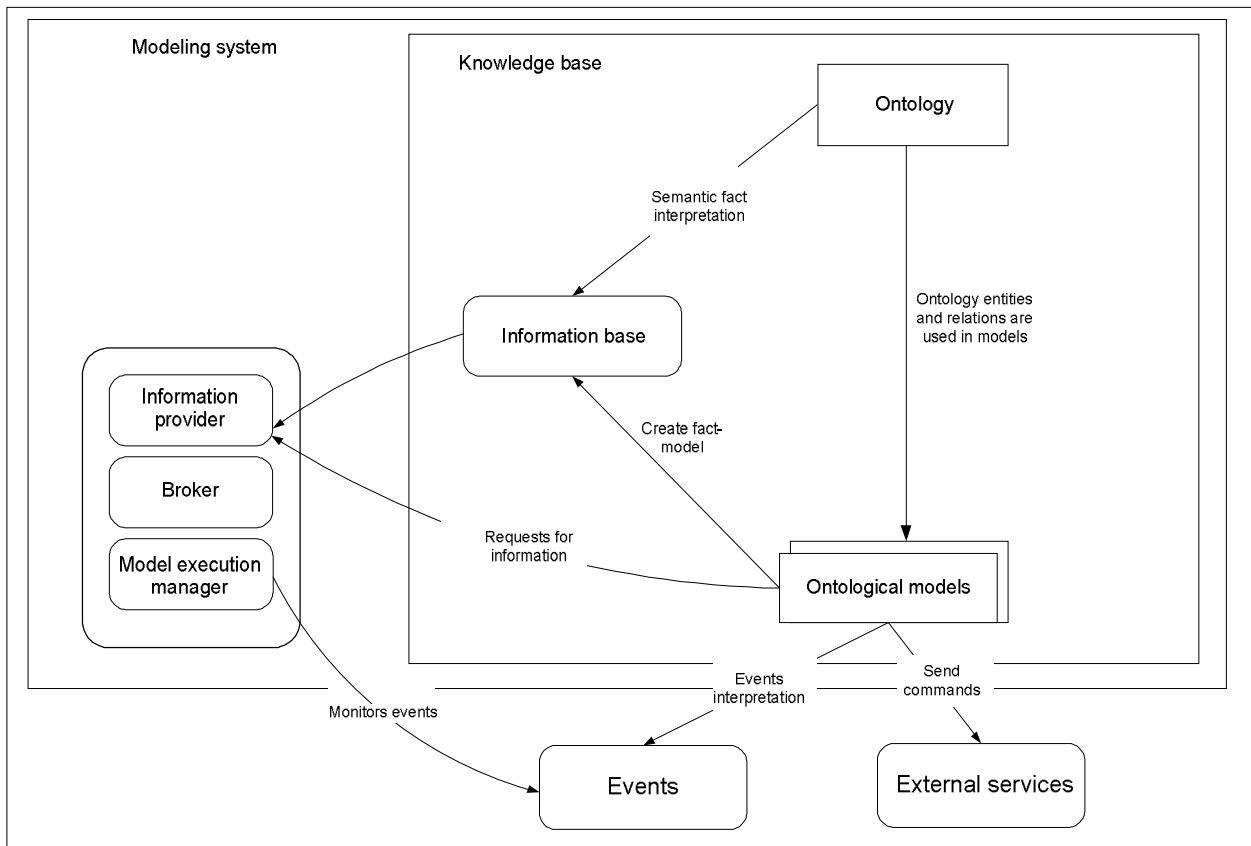 Modeling system
Knowledge base
Ontology
Semantic fact
interpretation
Ontology entities
and relations are
used in models
Information base
Information
provider
Create fact-
model
Broker
Requests for
information
Model execution
manager
Ontological models
Events
interpretation
Send
commands
Monitors events
Events
External services